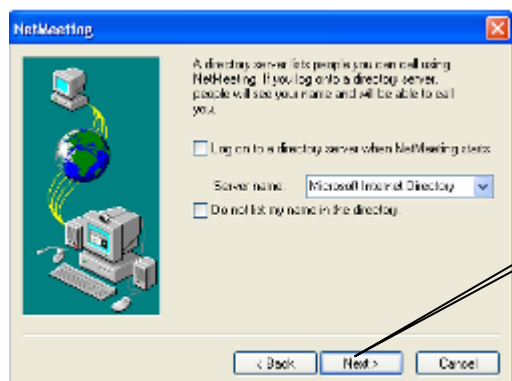 NetMeeting
A directory server lists people you can call using
NetMeeting. If you log onto a directory server,
people will see your name and will be able to call
you.
Log on to a directory server when NetMeeting starts
Server name: Microsoft Internet Directory
Do not list my name in the directory.
< Back Next > Cancel